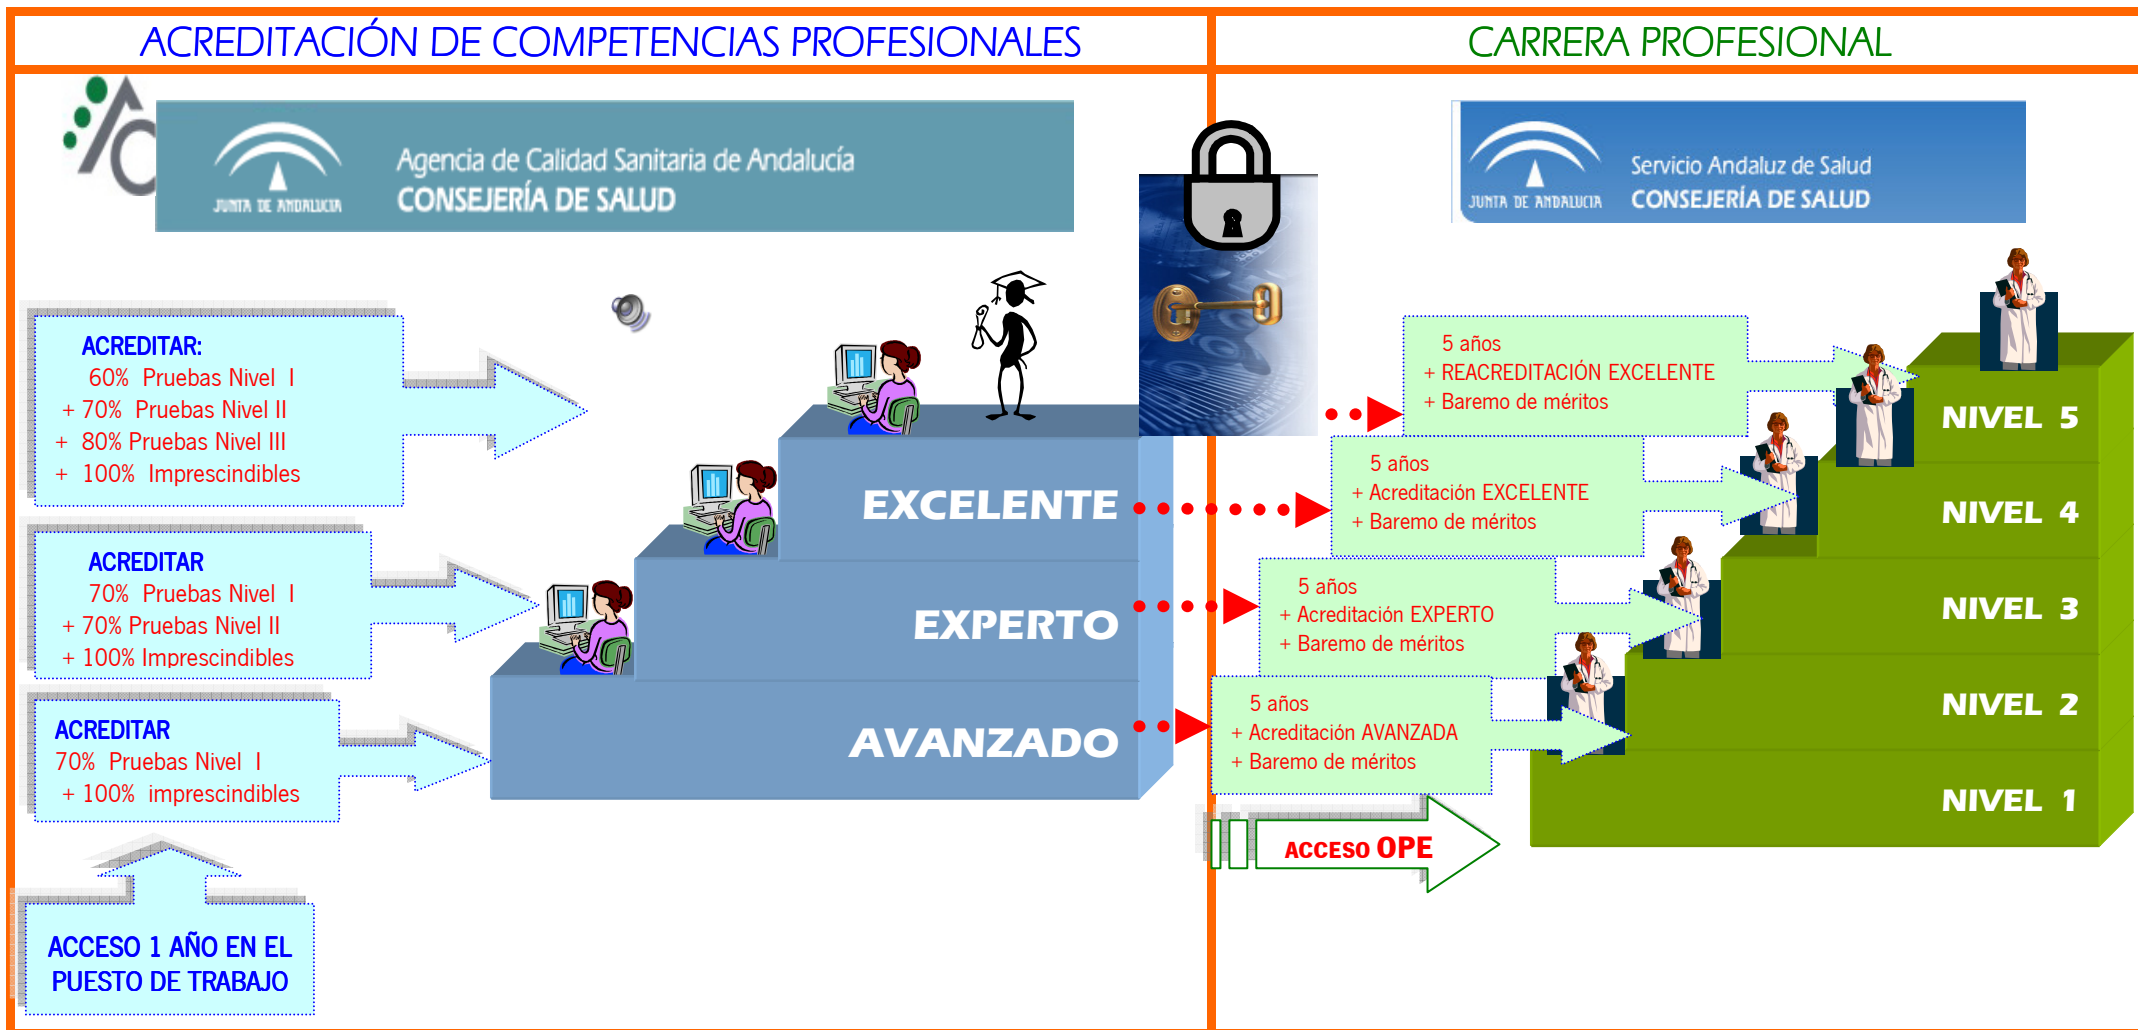 ACREDITACIÓN DE COMPETENCIAS PROFESIONALES
CARRERA PROFESIONAL
JUNTA DE ANDALUCIA
Agencia de Calidad Sanitaria de Andalucía
CONSEJERÍA DE SALUD
JUNTA DE ANDALUCIA
Servicio Andaluz de Salud
CONSEJERÍA DE SALUD
ACREDITAR:
60% Pruebas Nivel I
+ 70% Pruebas Nivel II
+ 80% Pruebas Nivel III
+ 100% Imprescindibles
ACREDITAR
70% Pruebas Nivel I
+ 70% Pruebas Nivel II
+ 100% Imprescindibles
ACREDITAR
70% Pruebas Nivel I
+ 100% imprescindibles
ACCESO 1 AÑO EN EL
PUESTO DE TRABAJO
EXCELENTE
EXPERTO
AVANZADO
5 años
+ REACREDITACIÓN EXCELENTE
+ Baremo de méritos
5 años
+ Acreditación EXCELENTE
+ Baremo de méritos
5 años
+ Acreditación EXPERTO
+ Baremo de méritos
5 años
+ Acreditación AVANZADA
+ Baremo de méritos
ACCESO OPE
NIVEL 5
NIVEL 4
NIVEL 3
NIVEL 2
NIVEL 1